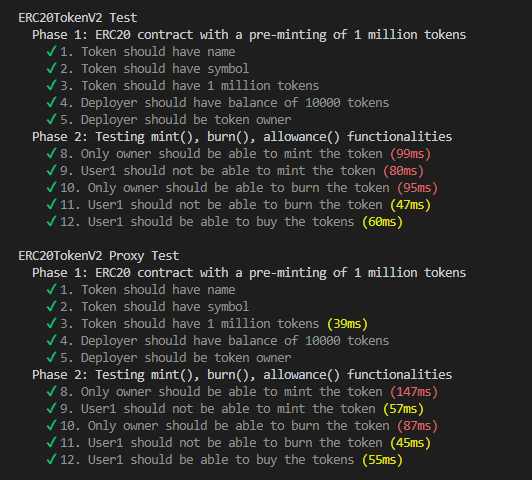 ERC20TokenV2 Test
Phase 1: ERC20 contract with a pre-minting of 1 million tokens
✓ 1. Token should have name
✓ 2. Token should have symbol
✓ 3. Token should have 1 million tokens
✓ 4. Deployer should have balance of 10000 tokens
✓ 5. Deployer should be token owner
Phase 2: Testing mint(), burn(), allowance() functionalities
✓ 8. Only owner should be able to mint the token (99ms)
✓ 9. User1 should not be able to mint the token (80ms)
✓ 10. Only owner should be able to burn the token (95ms)
✓ 11. User1 should not be able to burn the token (47ms)
✓ 12. User1 should be able to buy the tokens (60ms)
ERC20TokenV2 Proxy Test
Phase 1: ERC20 contract with a pre-minting of 1 million tokens
✓ 1. Token should have name
✓ 2. Token should have symbol
✓ 3. Token should have 1 million tokens (39ms)
✓ 4. Deployer should have balance of 10000 tokens
✓ 5. Deployer should be token owner
Phase 2: Testing mint(), burn(), allowance() functionalities
✓ 8. Only owner should be able to mint the token (147ms)
✓ 9. User1 should not be able to mint the token (57ms)
✓ 10. Only owner should be able to burn the token (87ms)
✓ 11. User1 should not be able to burn the token (45ms)
✓ 12. User1 should be able to buy the tokens (55ms)